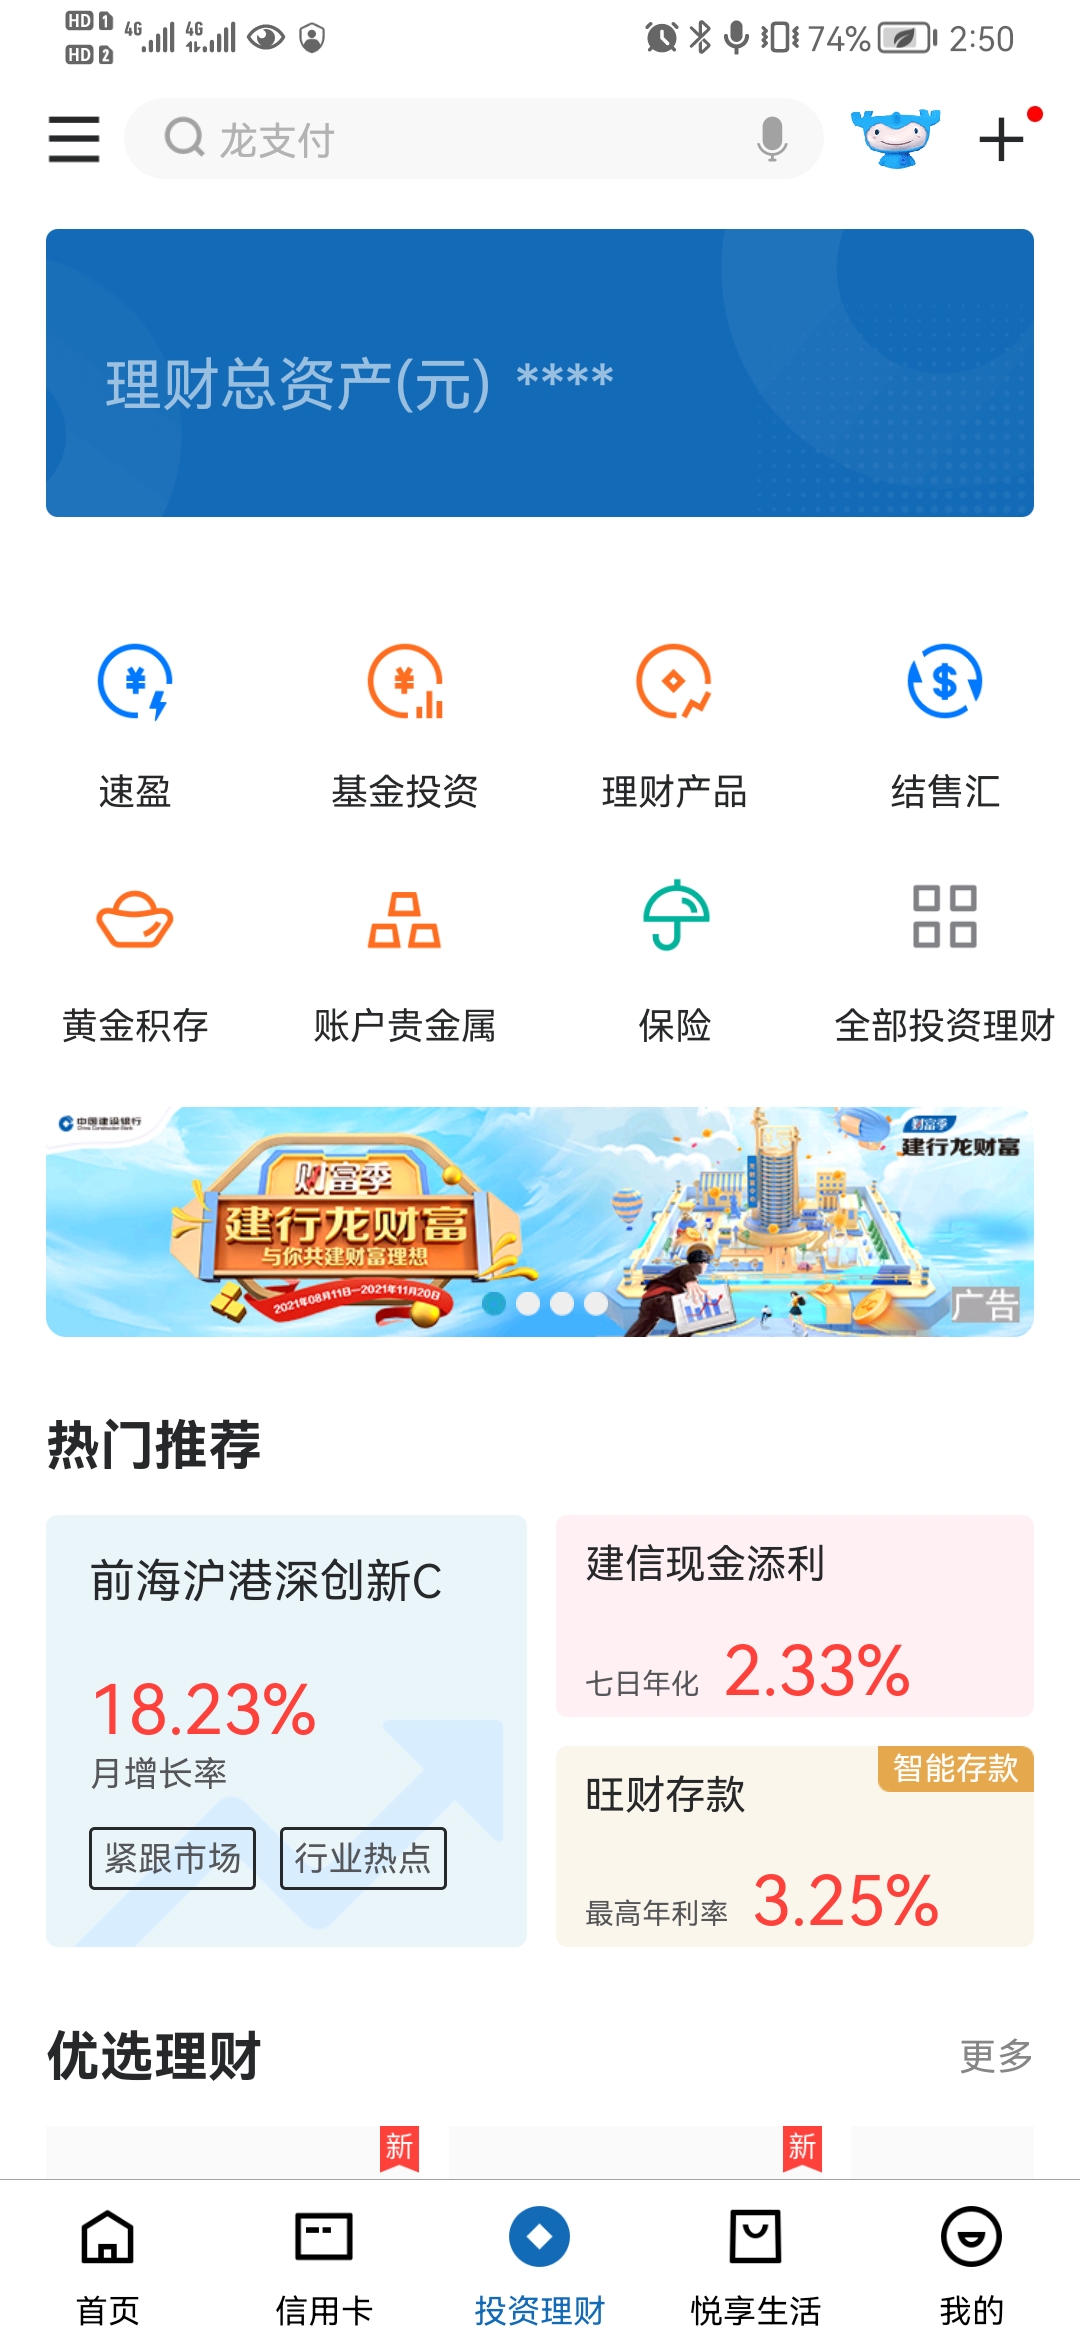 HD 1 4G 4G 74% 2:50
HD 2
龙支付
理财总资产(元) ****
速盈 基金投资 理财产品 结售汇
黄金积存 账户贵金属 保险 全部投资理财
中国建设银行
China Construction Bank
财富季
建行龙财富
财富季
建行龙财富
与你共建财富理想
2021年08月11日—2021年11月20日
广告
热门推荐
前海沪港深创新C
18.23%
月增长率
紧跟市场 行业热点
建信现金添利
七日年化 2.33%
智能存款
旺财存款
最高年利率 3.25%
优选理财 更多
新 新
首页 信用卡 投资理财 悦享生活 我的